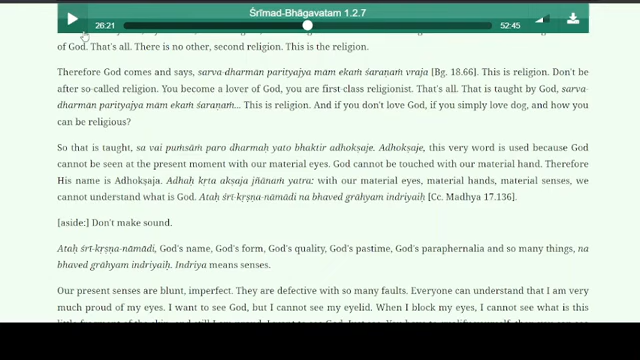 Śrīmad-Bhāgavatam 1.2.7
26:21
52:45
of God. That's all. There is no other, second religion. This is the religion.
Therefore God comes and says, sarva-dharmān parityajya mām ekaṁ śaraṇaṁ vraja [Bg. 18.66]. This is religion. Don't be
after so-called religion. You become a lover of God, you are first-class religionist. That's all. That is taught by God, sarva-
dharmān parityajya mām ekaṁ śaraṇaṁ... This is religion. And if you don't love God, if you simply love dog, and how you
can be religious?
So that is taught, sa vai puṁsāṁ paro dharmaḥ yato bhaktir adhokṣaje. Adhokṣaje, this very word is used because God
cannot be seen at the present moment with our material eyes. God cannot be touched with our material hand. Therefore
His name is Adhokṣaja. Adhaḥ kṛta akṣaja jñānaṁ yatra: with our material eyes, material hands, material senses, we
cannot understand what is God. Ataḥ śrī-kṛṣṇa-nāmādi na bhaved grāhyam indriyaiḥ [Cc. Madhya 17.136].
[aside:] Don't make sound.
Ataḥ śrī-kṛṣṇa-nāmādi, God's name, God's form, God's quality, God's pastime, God's paraphernalia and so many things, na
bhaved grāhyam indriyaiḥ. Indriya means senses.
Our present senses are blunt, imperfect. They are defective with so many faults. Everyone can understand that I am very
much proud of my eyes. I want to see God, but I cannot see my eyelid. When I block my eyes, I cannot see what is this